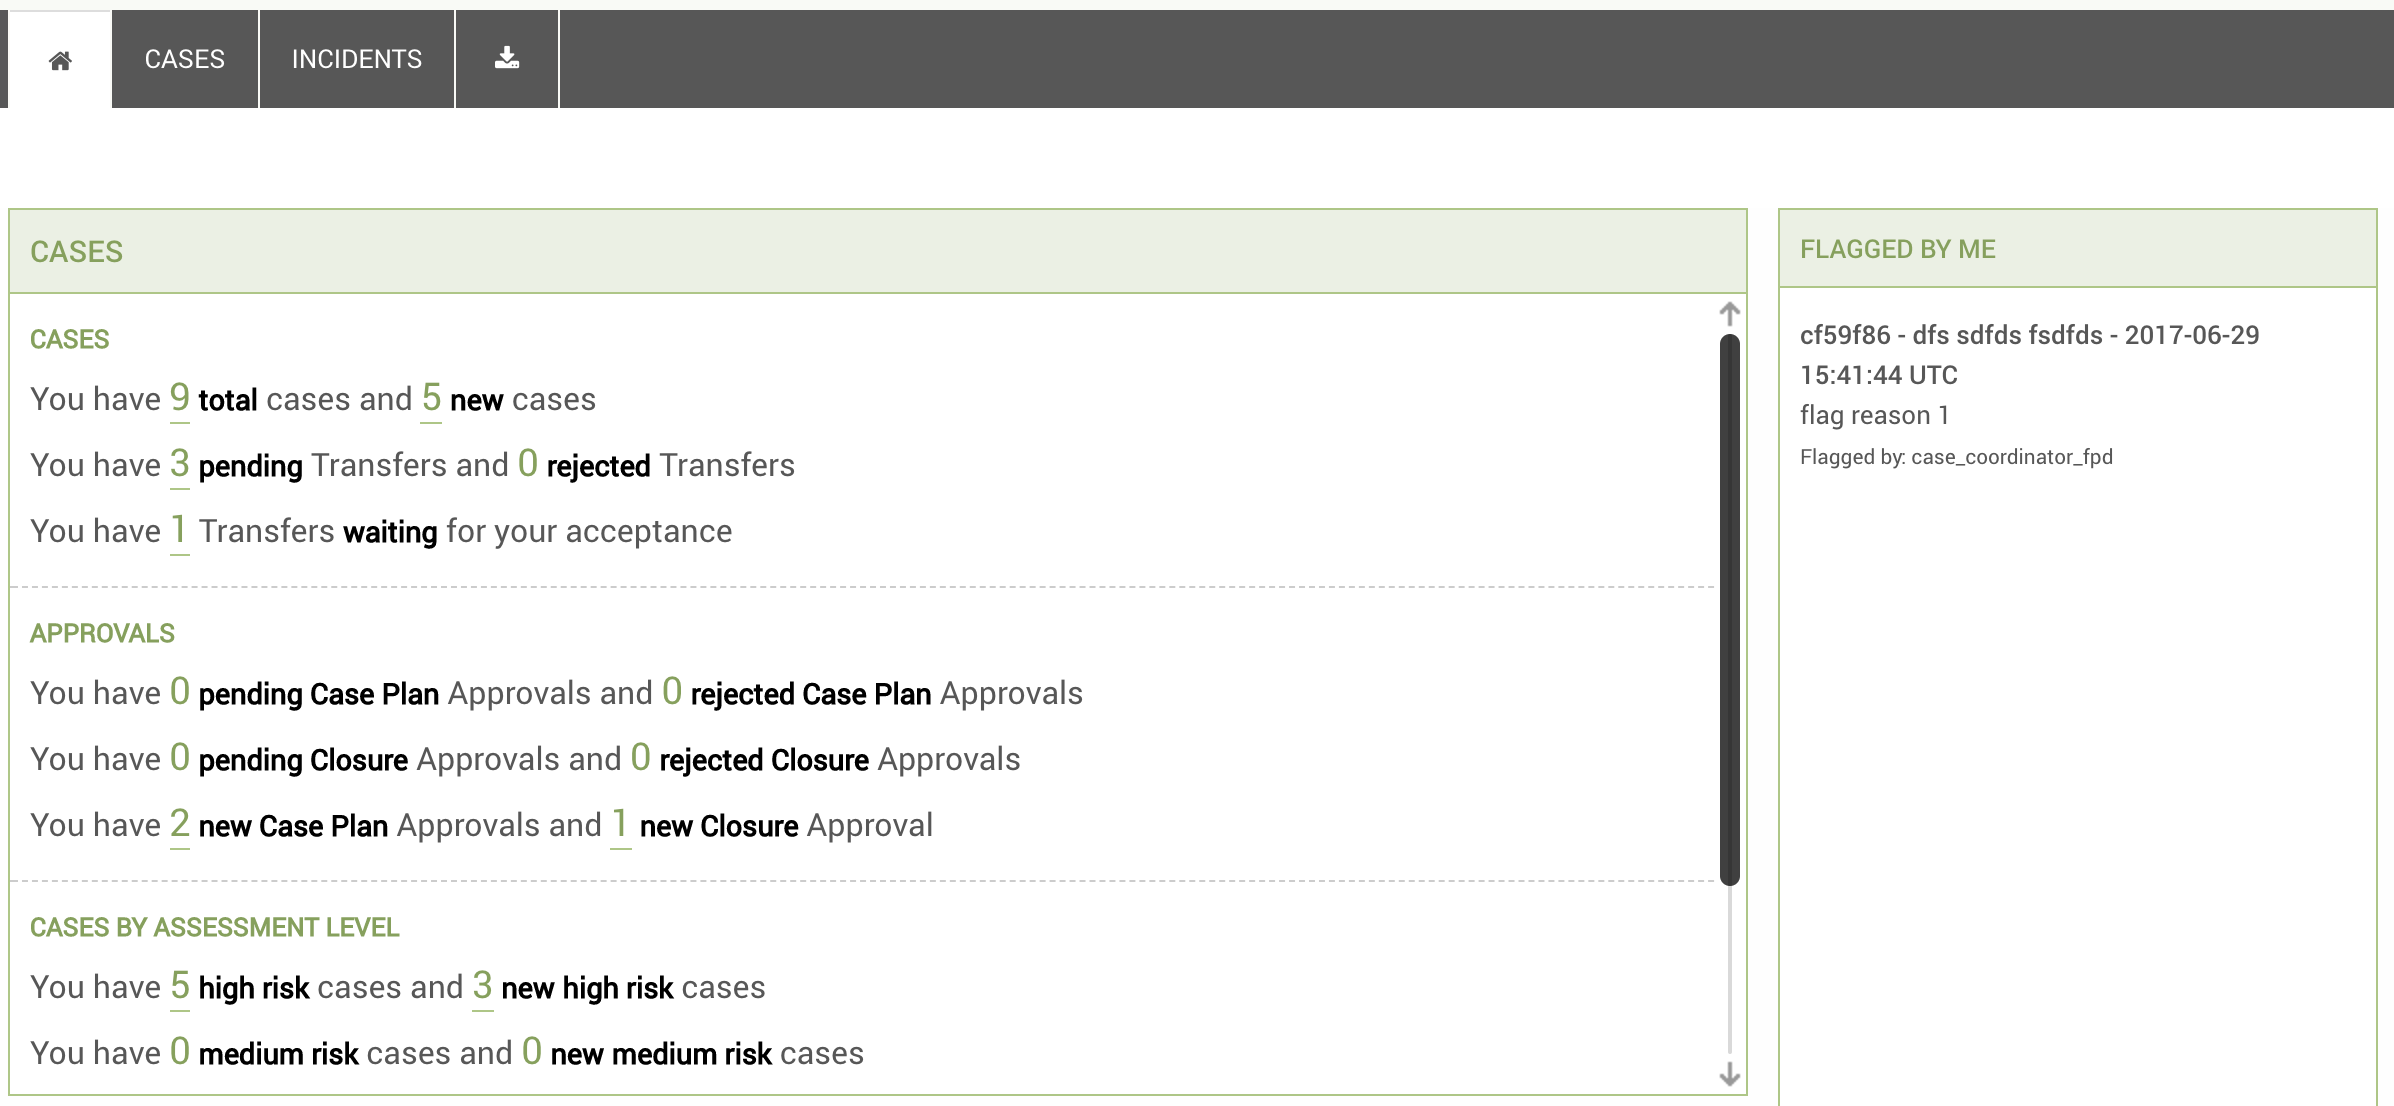 CASES
INCIDENTS
CASES
CASES
You have 9 total cases and 5 new cases
You have 3 pending Transfers and 0 rejected Transfers
You have 1 Transfers waiting for your acceptance
APPROVALS
You have 0 pending Case Plan Approvals and 0 rejected Case Plan Approvals
You have 0 pending Closure Approvals and 0 rejected Closure Approvals
You have 2 new Case Plan Approvals and 1 new Closure Approval
CASES BY ASSESSMENT LEVEL
You have 5 high risk cases and 3 new high risk cases
You have 0 medium risk cases and 0 new medium risk cases
FLAGGED BY ME
cf59f86 - dfs sdfds fsdfds - 2017-06-29
15:41:44 UTC
flag reason 1
Flagged by: case_coordinator_fpd